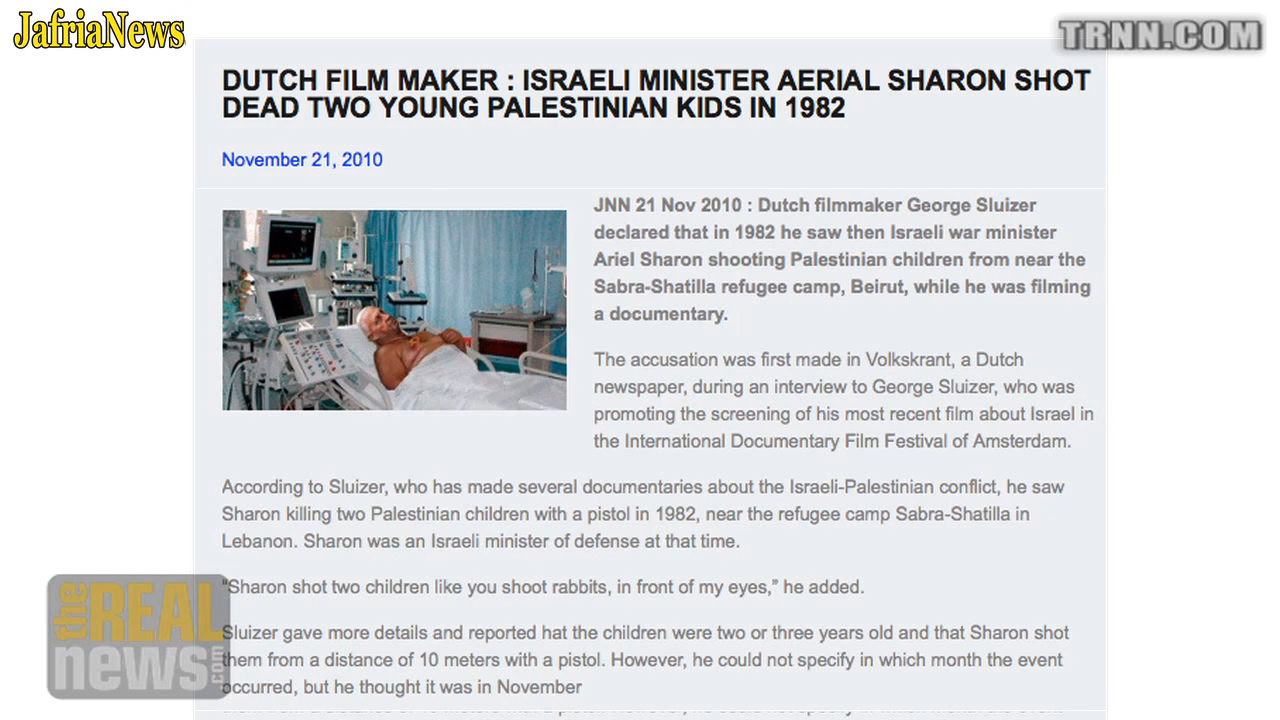 JafriaNews
TRNN.COM
DUTCH FILM MAKER : ISRAELI MINISTER AERIAL SHARON SHOT
DEAD TWO YOUNG PALESTINIAN KIDS IN 1982
November 21, 2010
JNN 21 Nov 2010 : Dutch filmmaker George Sluizer
declared that in 1982 he saw then Israeli war minister
Ariel Sharon shooting Palestinian children from near the
Sabra-Shatilla refugee camp, Beirut, while he was filming
a documentary.
The accusation was first made in Volkskrant, a Dutch
newspaper, during an interview to George Sluizer, who was
promoting the screening of his most recent film about Israel in
the International Documentary Film Festival of Amsterdam.
According to Sluizer, who has made several documentaries about the Israeli-Palestinian conflict, he saw
Sharon killing two Palestinian children with a pistol in 1982, near the refugee camp Sabra-Shatilla in
Lebanon. Sharon was an Israeli minister of defense at that time.
“Sharon shot two children like you shoot rabbits, in front of my eyes,” he added.
Sluizer gave more details and reported hat the children were two or three years old and that Sharon shot
them from a distance of 10 meters with a pistol. However, he could not specify in which month the event
occurred, but he thought it was in November
the REAL
news.com